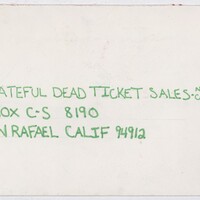 ATEFUL DEAD TICKET SALES-
OX C-S 8190
N RAFAEL CALIF 94912